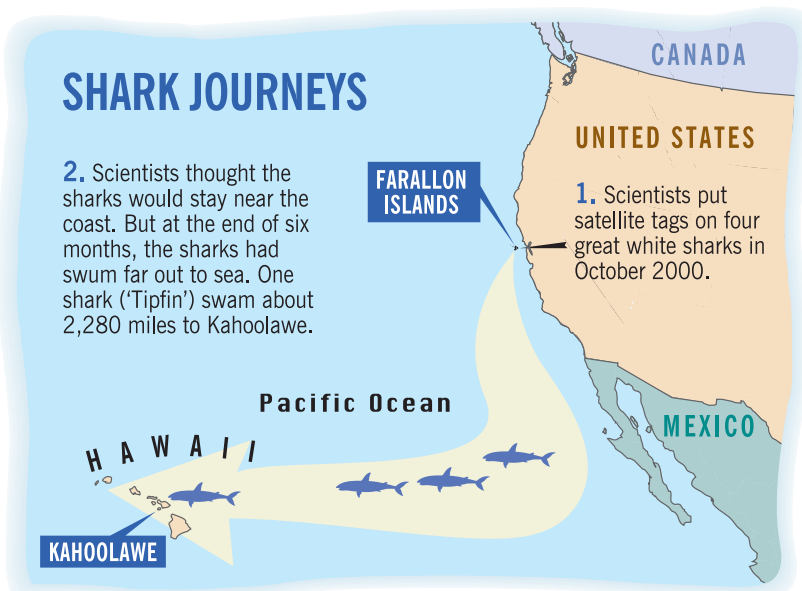 SHARK JOURNEYS
2. Scientists thought the
sharks would stay near the
coast. But at the end of six
months, the sharks had
swum far out to sea. One
shark (‘Tipfin’) swam about
2,280 miles to Kahoolawe.
FARALLON
ISLANDS
CANADA
UNITED STATES
1. Scientists put
satellite tags on four
great white sharks in
October 2000.
Pacific Ocean
MEXICO
HAWAII
KAHOOLAWE